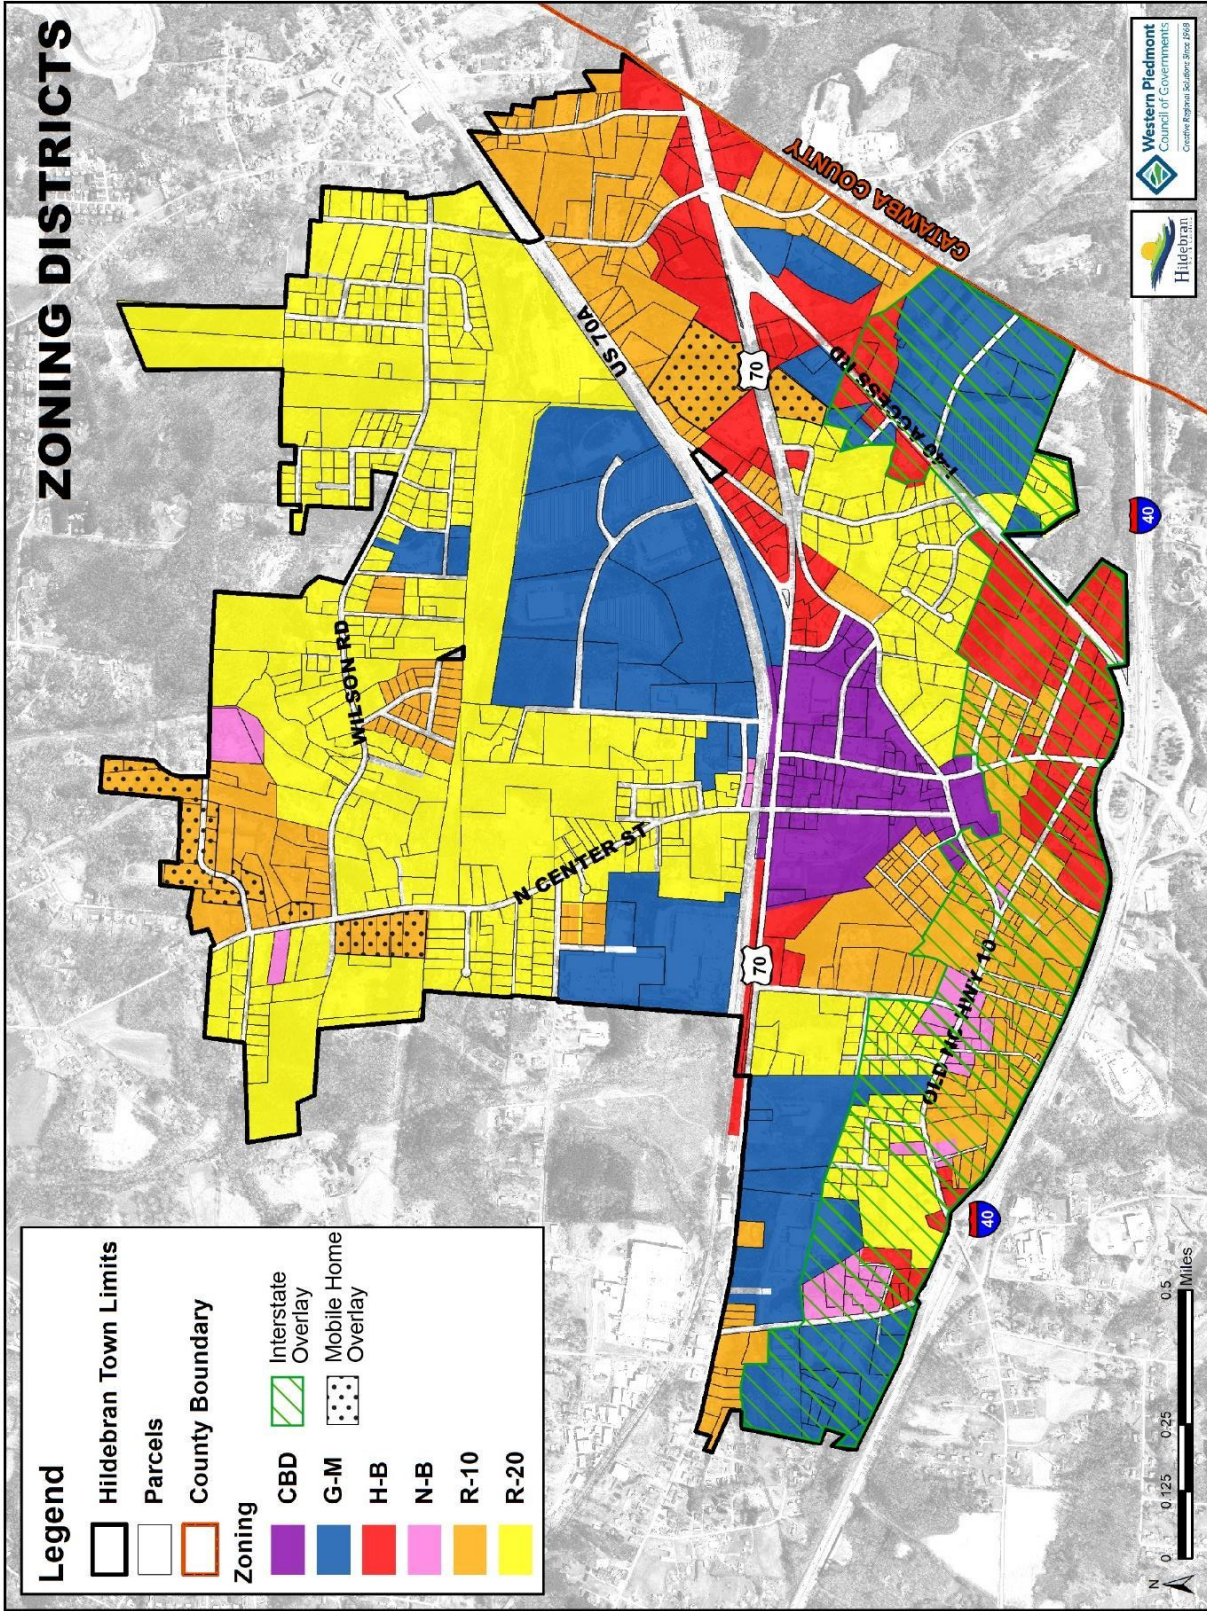 ZONING DISTRICTS
Legend
Hildebran Town Limits
Parcels
County Boundary
Zoning
CBD
G-M
H-B
N-B
R-10
R-20
Interstate
Overlay
Mobile Home
Overlay
WILSON RD
N CENTER ST
US 70A
70
70
I-40 ACCESS RD
CATAWBA COUNTY
OLD NC HWY 10
40
40
N
0 0.125 0.25 0.5
Miles
Hildebran
Western Piedmont
Council of Governments
Creative Regional Solutions Since 1968